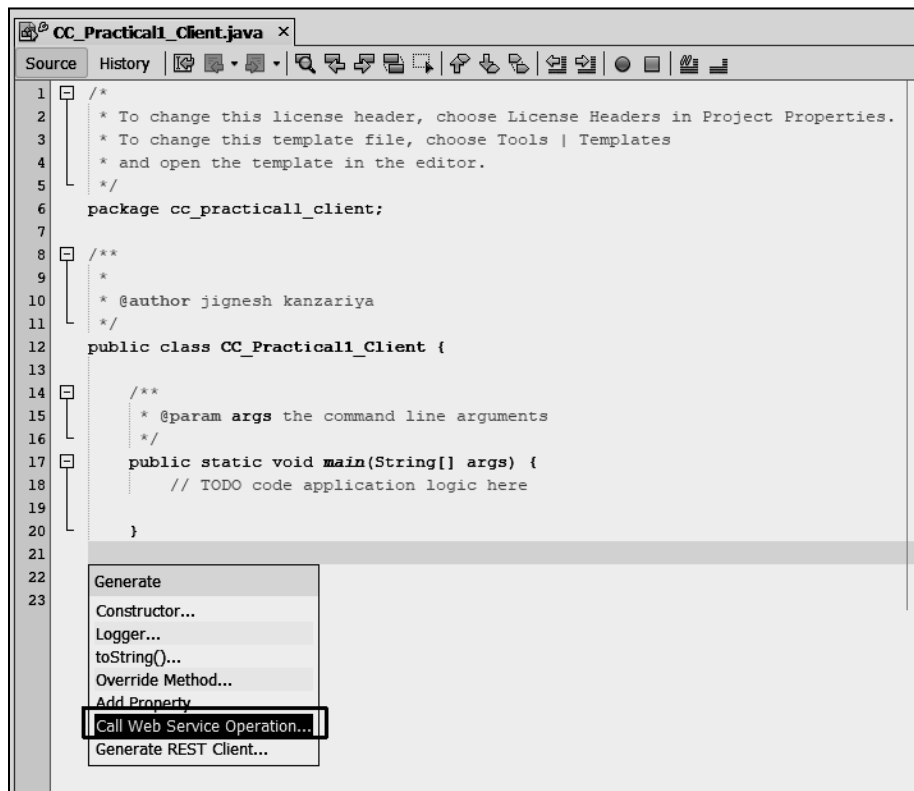 CC_Practical1_Client.java ×
Source History
1 /*
2 * To change this license header, choose License Headers in Project Properties.
3 * To change this template file, choose Tools | Templates
4 * and open the template in the editor.
5 */
6 package cc_practical1_client;
7
8 /**
9 *
10 * @author jignesh kanzariya
11 */
12 public class CC_Practical1_Client {
13
14 /**
15 * @param args the command line arguments
16 */
17 public static void main(String[] args) {
18 // TODO code application logic here
19
20 }
21
22
23
Generate
Constructor...
Logger...
toString()...
Override Method...
Add Property
Call Web Service Operation...
Generate REST Client...